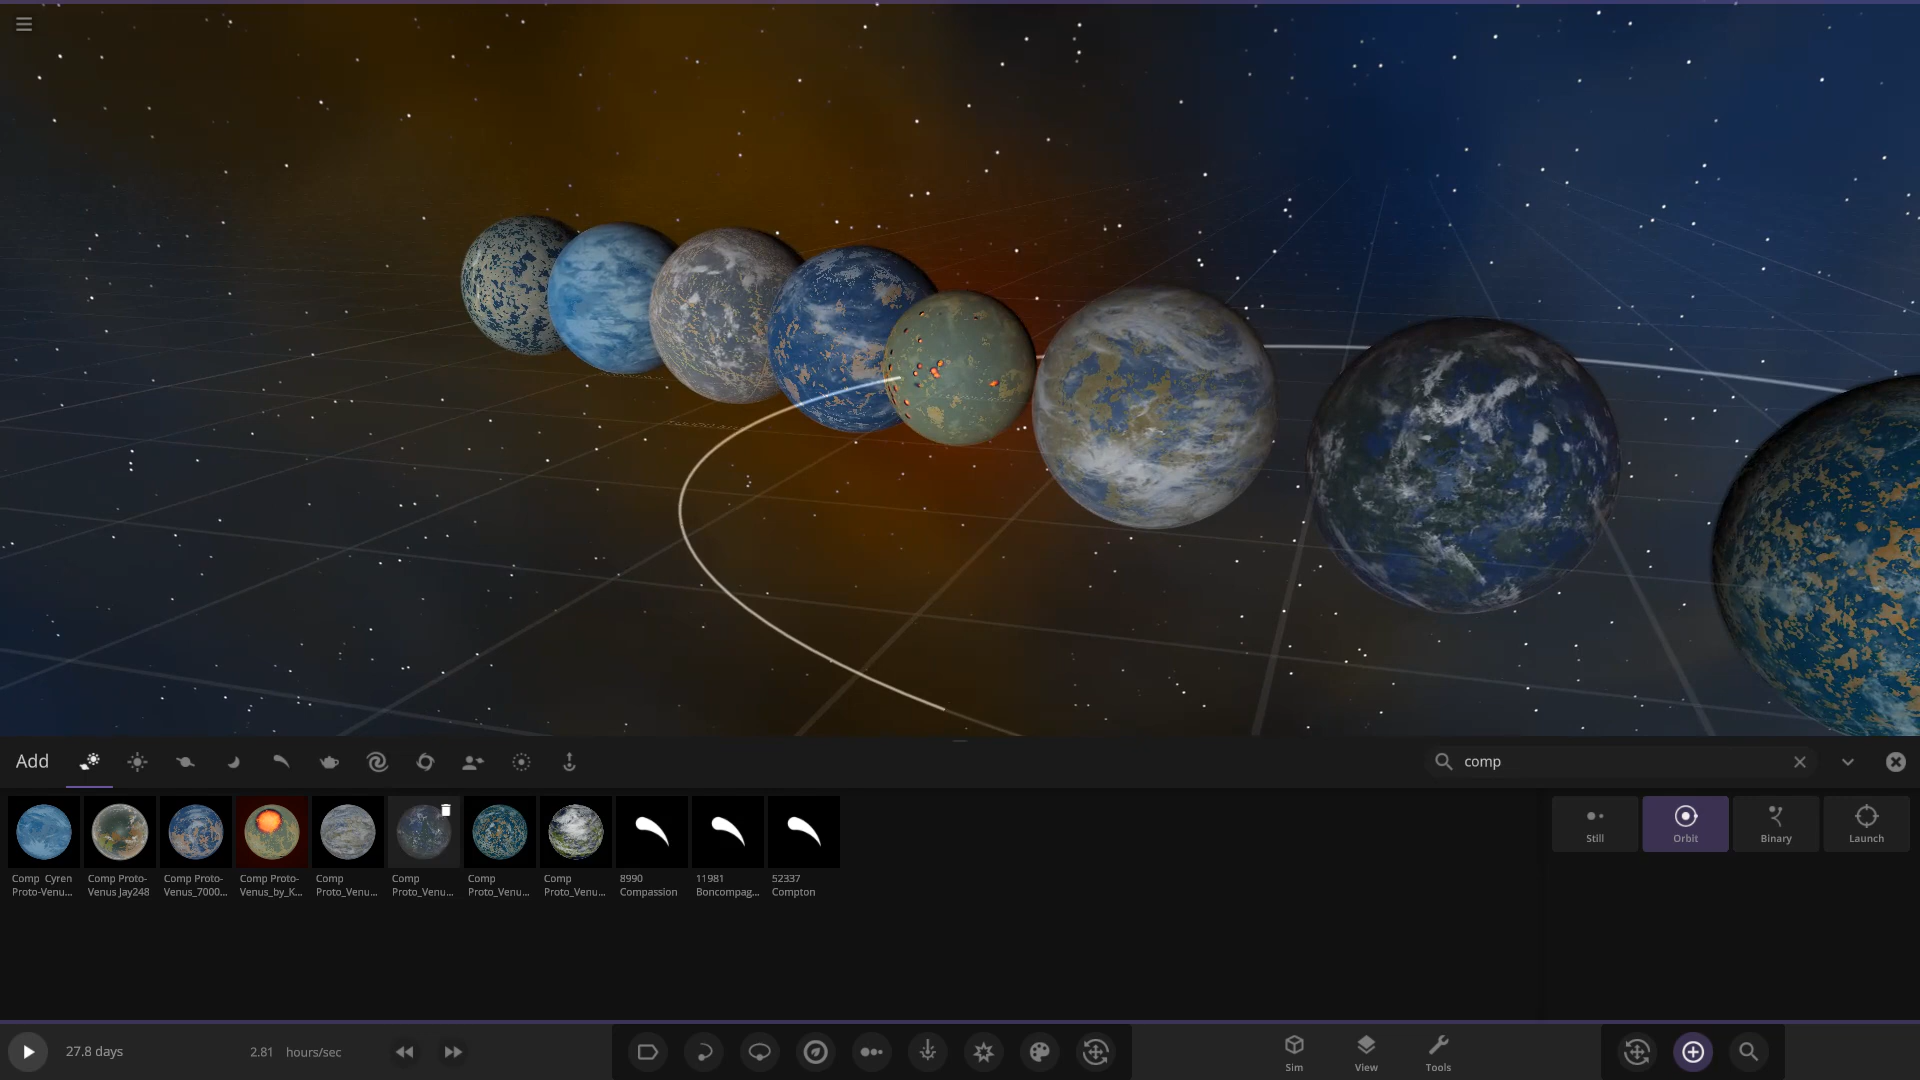 Add
comp
Comp Cyren
Proto-Venu...
Comp Proto-
Venus Jay248
Comp Proto-
Venus_7000...
Comp Proto-
Venus_by_K...
Comp
Proto_Venu...
Comp
Proto_Venu...
Comp
Proto_Venu...
Comp
Proto_Venu...
8990
Compassion
11981
Boncompag...
52337
Compton
Still
Orbit
Binary
Launch
27.8 days
2.81 hours/sec
Sim
View
Tools